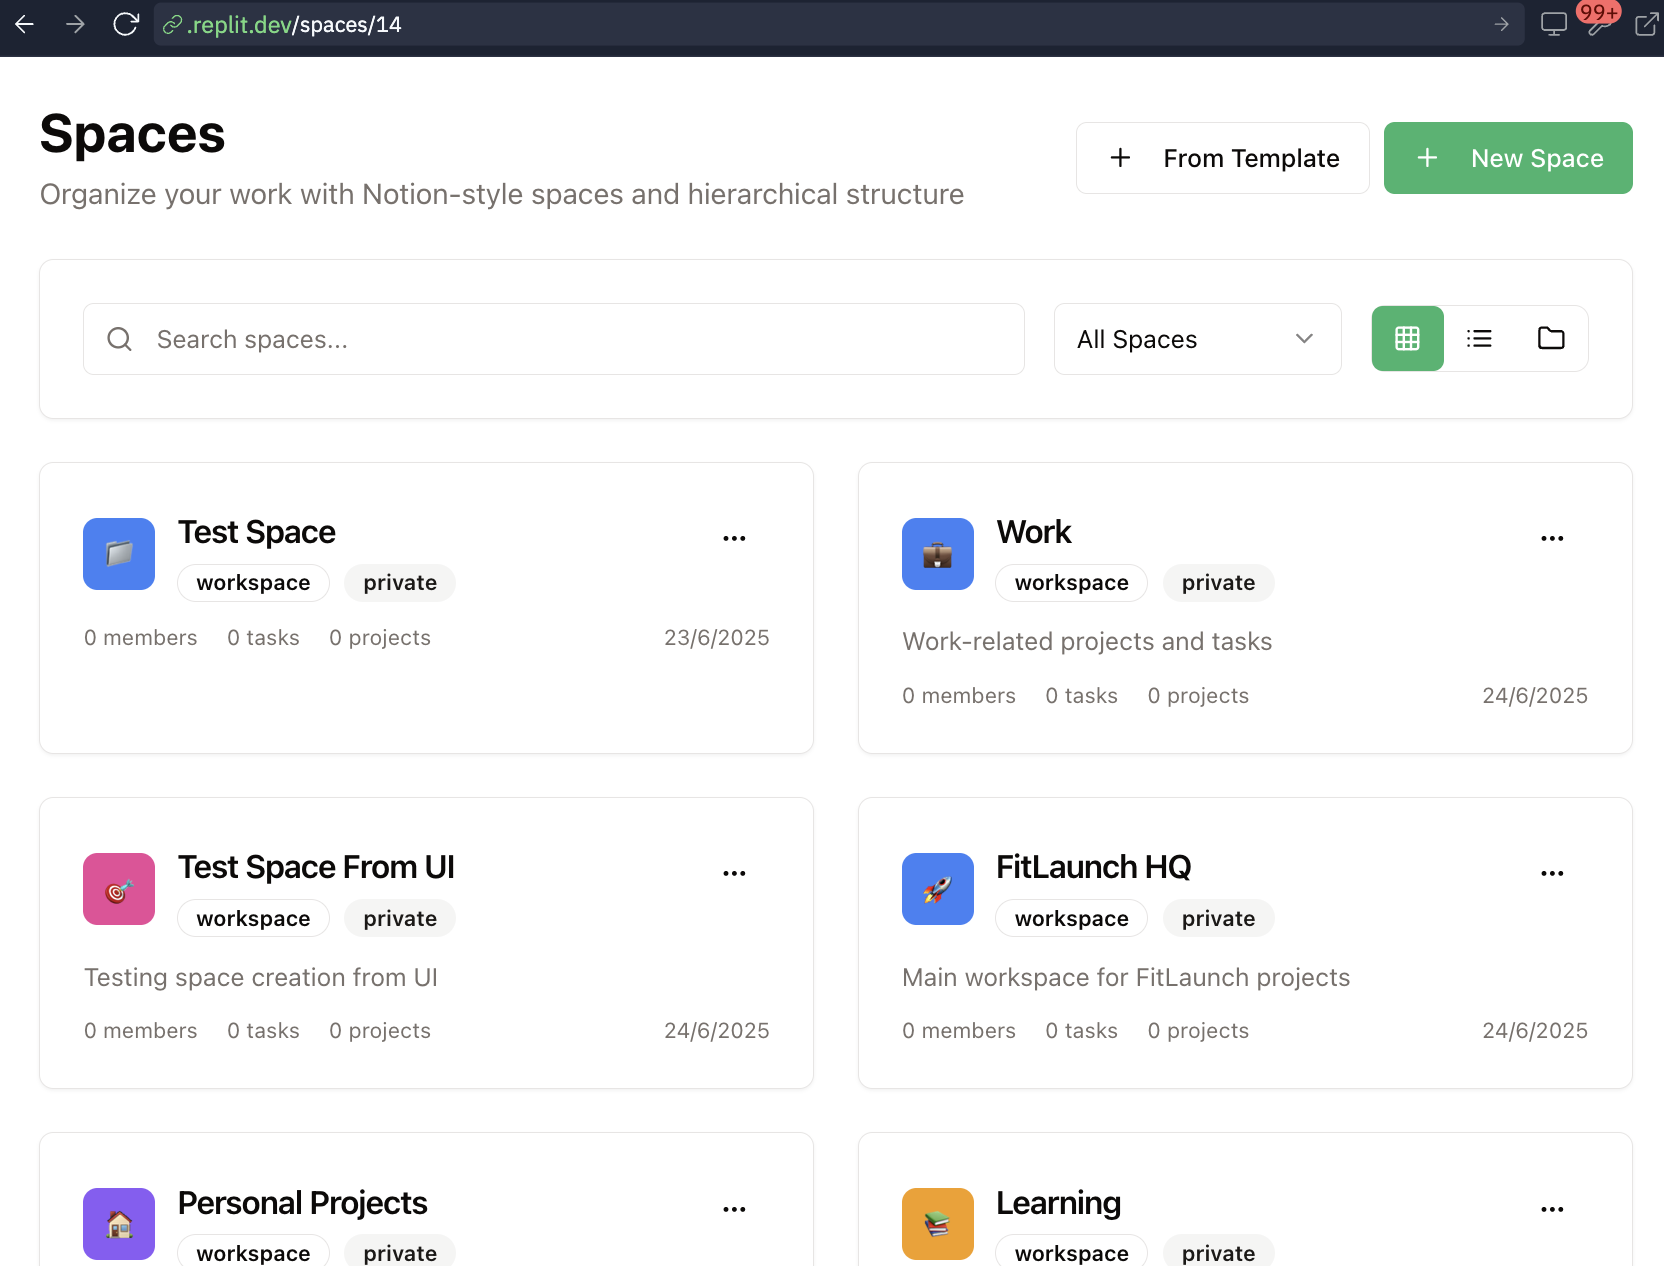 .replit.dev/spaces/14
99+
Spaces
Organize your work with Notion-style spaces and hierarchical structure
From Template
New Space
Search spaces...
All Spaces
Test Space
workspace private
0 members 0 tasks 0 projects 23/6/2025
Work
workspace private
Work-related projects and tasks
0 members 0 tasks 0 projects 24/6/2025
Test Space From UI
workspace private
Testing space creation from UI
0 members 0 tasks 0 projects 24/6/2025
FitLaunch HQ
workspace private
Main workspace for FitLaunch projects
0 members 0 tasks 0 projects 24/6/2025
Personal Projects
workspace private
Learning
workspace private